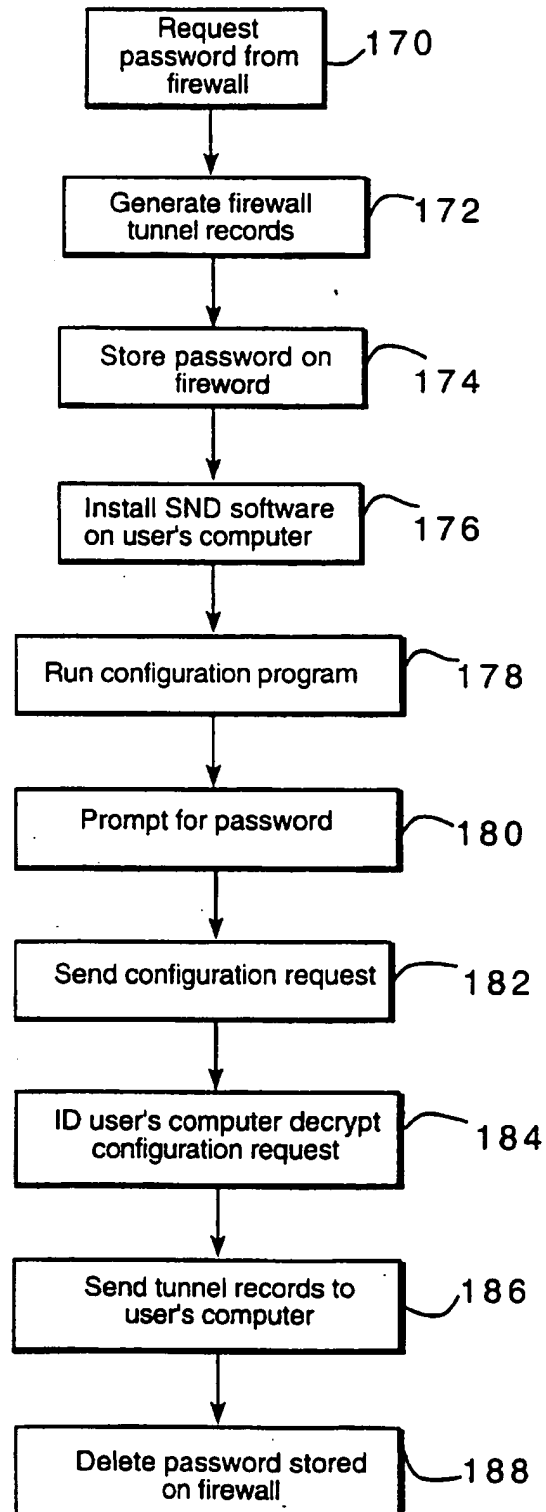 Request
password from
firewall
170
Generate firewall
tunnel records
172
Store password on
fireword
174
Install SND software
on user's computer
176
Run configuration program
178
Prompt for password
180
Send configuration request
182
ID user's computer decrypt
configuration request
184
Send tunnel records to
user's computer
186
Delete password stored
on firewall
188